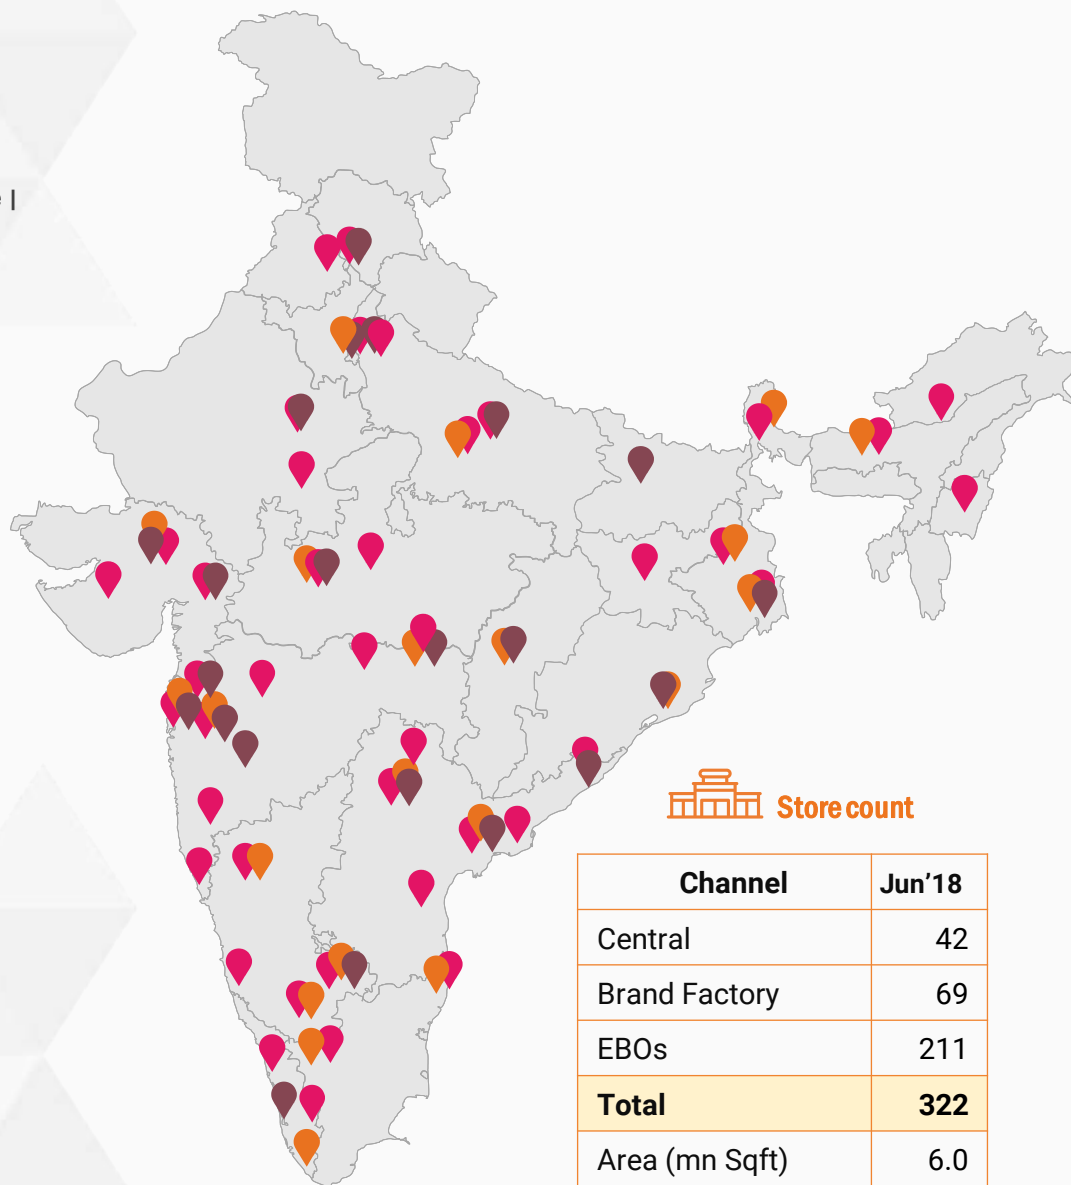 Store count
Channel Jun'18
Central 42
Brand Factory 69
EBOs 211
Total 322
Area (mn Sqft) 6.0